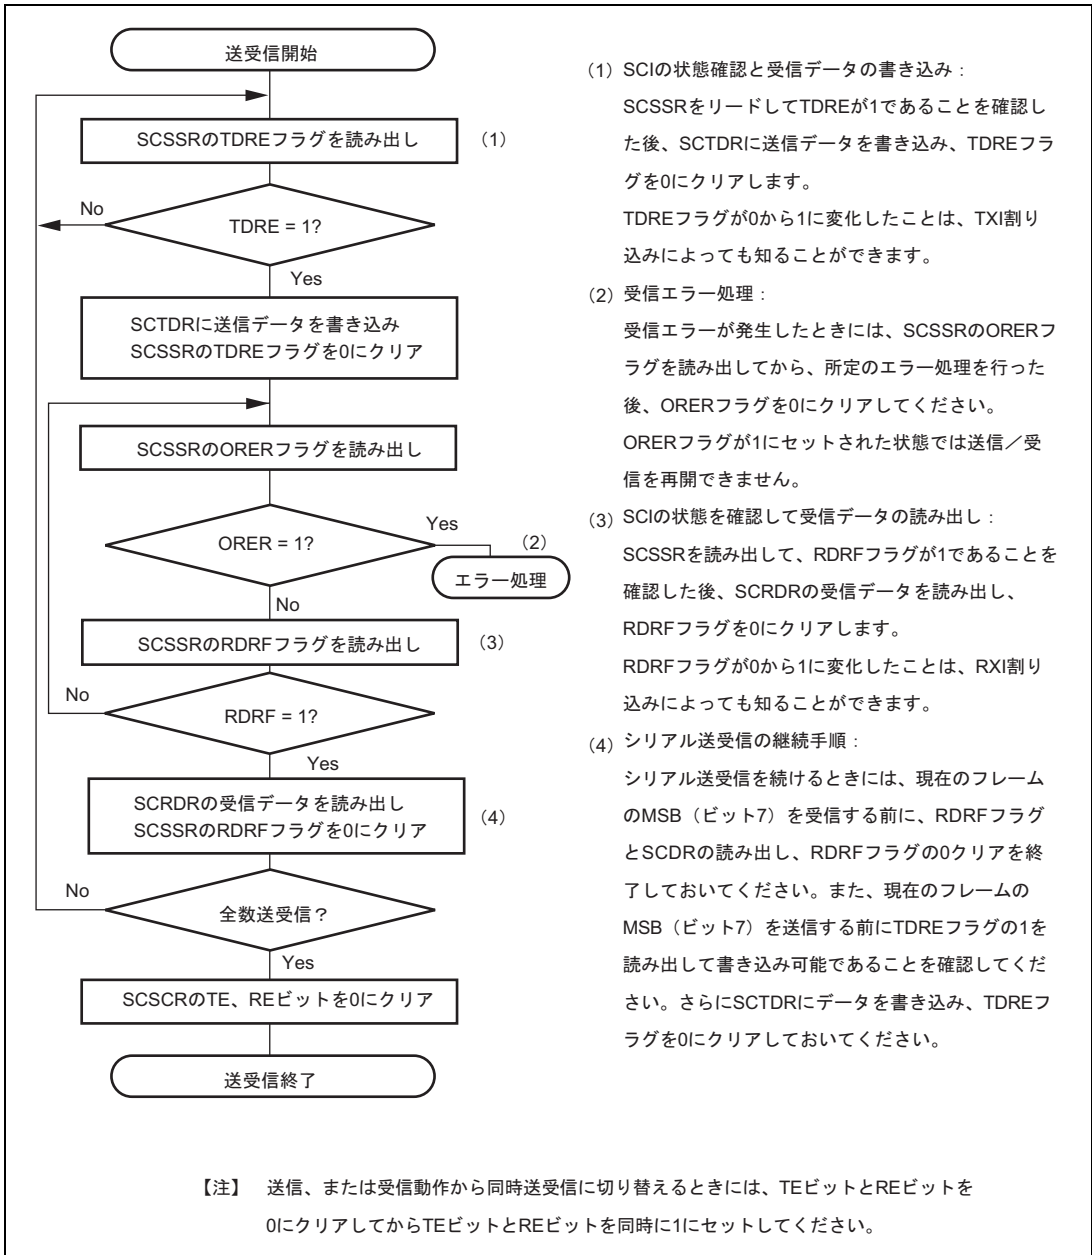 送受信開始
SCSSRのTDREフラグを読み出し
(1)
No
TDRE = 1?
Yes
SCTDRに送信データを書き込み
SCSSRのTDREフラグを0にクリア
SCSSRのORERフラグを読み出し
Yes
ORER = 1?
(2)
エラー処理
No
SCSSRのRDRFフラグを読み出し
(3)
No
RDRF = 1?
Yes
SCRDRの受信データを読み出し
SCSSRのRDRFフラグを0にクリア
(4)
No
全数送受信?
Yes
SCSCRのTE、REビットを0にクリア
送受信終了
(1) SCIの状態確認と受信データの書き込み:
SCSSRをリードしてTDREが1であることを確認し
た後、SCTDRに送信データを書き込み、TDREフラ
グを0にクリアします。
TDREフラグが0から1に変化したことは、TXI割り
込みによっても知ることができます。
(2) 受信エラー処理:
受信エラーが発生したときには、SCSSRのORERフ
ラグを読み出してから、所定のエラー処理を行った
後、ORERフラグを0にクリアしてください。
ORERフラグが1にセットされた状態では送信/受
信を再開できません。
(3) SCIの状態を確認して受信データの読み出し:
SCSSRを読み出して、RDRFフラグが1であることを
確認した後、SCRDRの受信データを読み出し、
RDRFフラグを0にクリアします。
RDRFフラグが0から1に変化したことは、RXI割り
込みによっても知ることができます。
(4) シリアル送受信の継続手順:
シリアル送受信を続けるときには、現在のフレーム
のMSB(ビット7)を受信する前に、RDRFフラグ
とSCDRの読み出し、RDRFフラグの0クリアを終
了しておいてください。また、現在のフレームの
MSB(ビット7)を送信する前にTDREフラグの1を
読み出して書き込み可能であることを確認してくだ
さい。さらにSCTDRにデータを書き込み、TDREフ
ラグを0にクリアしておいてください。
【注】 送信、または受信動作から同時送受信に切り替えるときには、TEビットとREビットを
0にクリアしてからTEビットとREビットを同時に1にセットしてください。